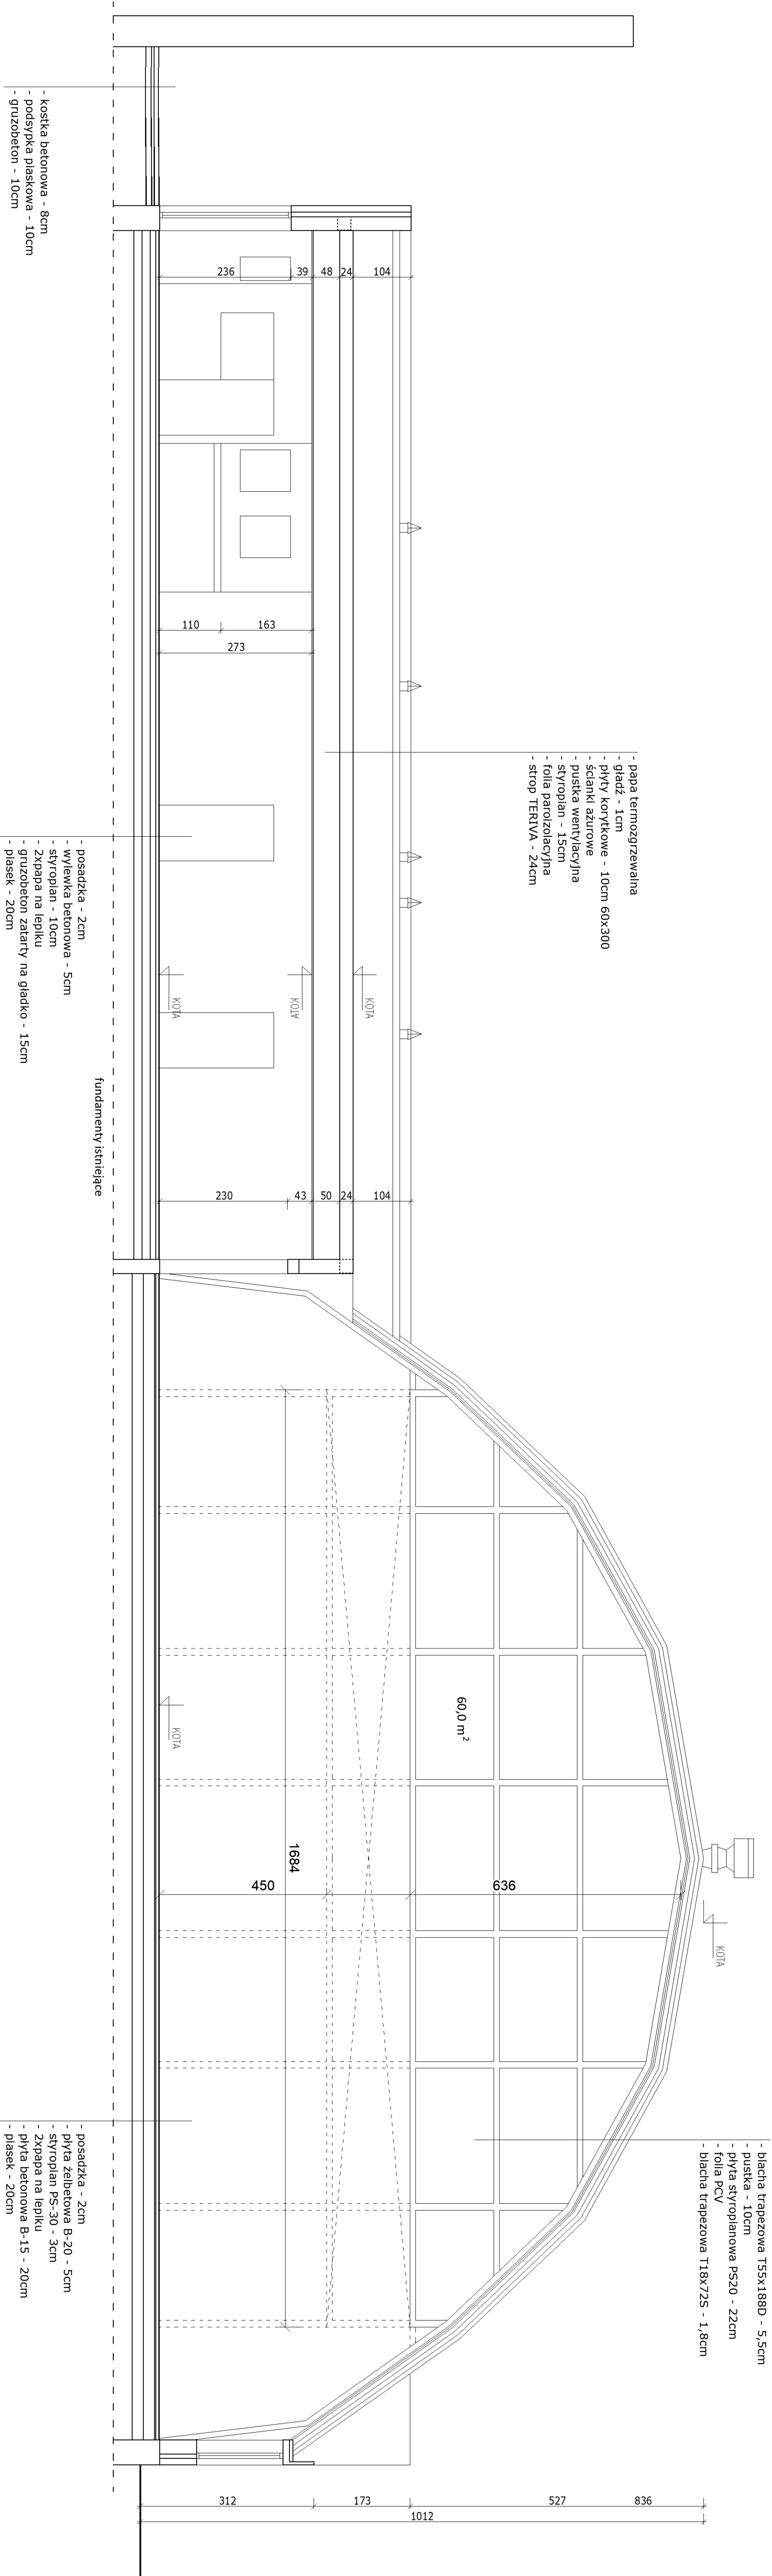 - kostka betonowa - 8cm
- podsypka piaskowa - 10cm
- gruzobeton - 10cm
236
39
48
24
104
110
163
273
- papa termozgrzewalna
- gładź - 1cm
- płyty korytkowe - 10cm 60x300
- ścianki ażurowe
- pustka wentylacyjna
- styropian - 15cm
- folia paroizolacyjna
- strop TERIVA - 24cm
- posadzka - 2cm
- wylewka betonowa - 5cm
- styropian - 10cm
- 2xpapa na lepiku
- gruzobeton zatarty na gładko - 15cm
- piasek - 20cm
KOTA
KOTA
KOTA
fundamenty istniejące
230
43
50
24
104
60,0 m²
KOTA
1684
450
636
KOTA
- blacha trapezowa T55x188D - 5,5cm
- pustka - 10cm
- płyta styropianowa PS20 - 22cm
- folia PCV
- blacha trapezowa T18x72S - 1,8cm
- posadzka - 2cm
- płyta żelbetowa B-20 - 5cm
- styropian PS-30 - 3cm
- 2xpapa na lepiku
- płyta betonowa B-15 - 20cm
- piasek - 20cm
312
173
527
836
1012